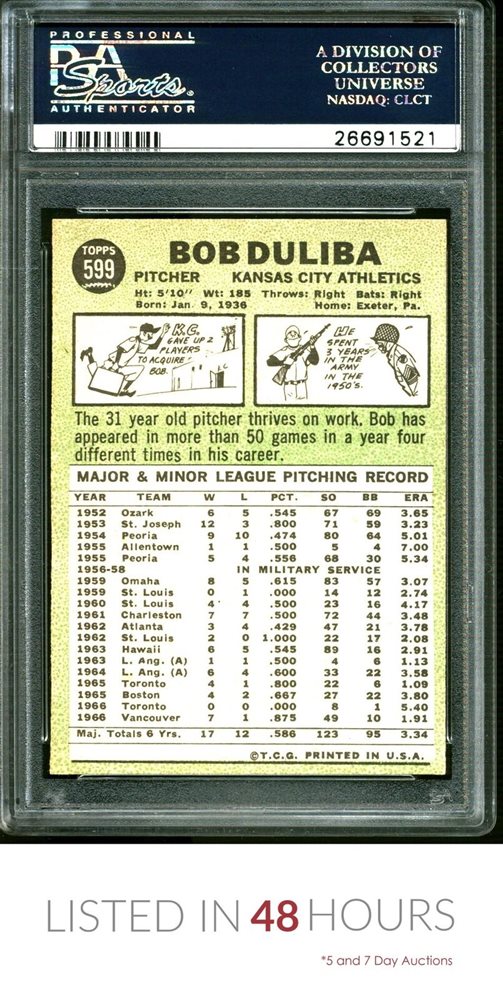 PROFESSIONAL
PSA
Sports
AUTHENTICATOR
A DIVISION OF
COLLECTORS
UNIVERSE
NASDAQ: CLCT
26691521
TOPPS
599
BOB DULIBA
PITCHER KANSAS CITY ATHLETICS
Ht: 5'10" Wt: 185 Throws: Right Bats: Right
Born: Jan. 9, 1936 Home: Exeter, Pa.
K.C.
GAVE UP 2
PLAYERS
TO ACQUIRE
BOB.
HE
SPENT
3 YEARS
IN THE
ARMY
IN THE
1950'S.
The 31 year old pitcher thrives on work. Bob has
appeared in more than 50 games in a year four
different times in his career.
MAJOR & MINOR LEAGUE PITCHING RECORD
YEAR TEAM W L PCT. SO BB ERA
1952 Ozark 6 5 .545 67 69 3.65
1953 St. Joseph 12 3 .800 71 59 3.23
1954 Peoria 9 10 .474 80 64 5.01
1955 Allentown 1 1 .500 5 4 7.00
1955 Peoria 5 4 .556 68 30 5.34
1956-58 IN MILITARY SERVICE
1959 Omaha 8 5 .615 83 57 3.07
1959 St. Louis 0 1 .000 14 12 2.74
1960 St. Louis 4 4 .500 23 16 4.17
1961 Charleston 7 7 .500 72 44 3.48
1962 Atlanta 3 4 .429 47 21 3.78
1962 St. Louis 2 0 1.000 22 17 2.08
1963 Hawaii 6 5 .545 89 16 2.91
1963 L. Ang. (A) 1 1 .500 4 6 1.13
1964 L. Ang. (A) 6 4 .600 33 22 3.58
1965 Toronto 4 1 .800 22 6 1.09
1965 Boston 4 2 .667 27 22 3.80
1966 Toronto 0 0 .000 8 1 5.40
1966 Vancouver 7 1 .875 49 10 1.91
Maj. Totals 6 Yrs. 17 12 .586 123 95 3.34
©T.C.G. PRINTED IN U.S.A.
LISTED IN 48 HOURS
*5 and 7 Day Auctions